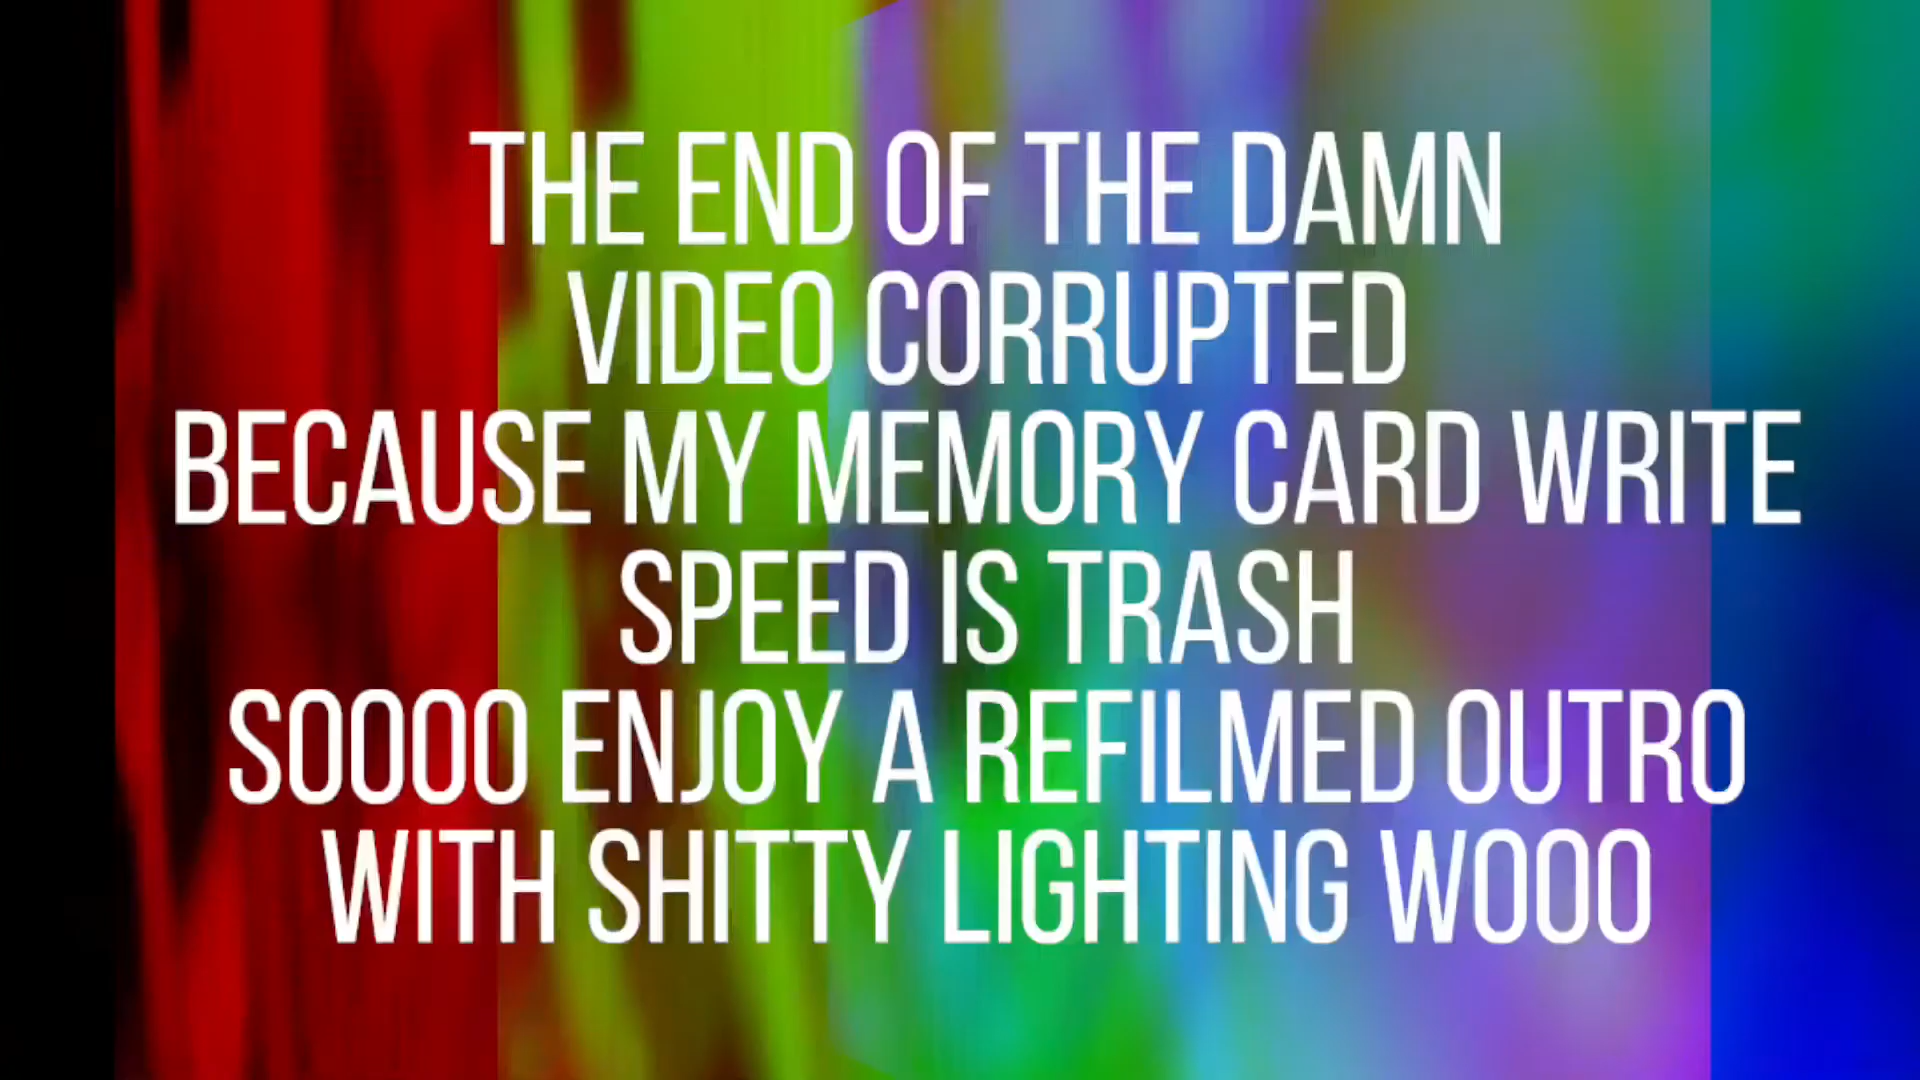 THE END OF THE DAMN
VIDEO CORRUPTED
BECAUSE MY MEMORY CARD WRITE
SPEED IS TRASH
SOOOO ENJOY A REFILMED OUTRO
WITH SHITTY LIGHTING WOOO